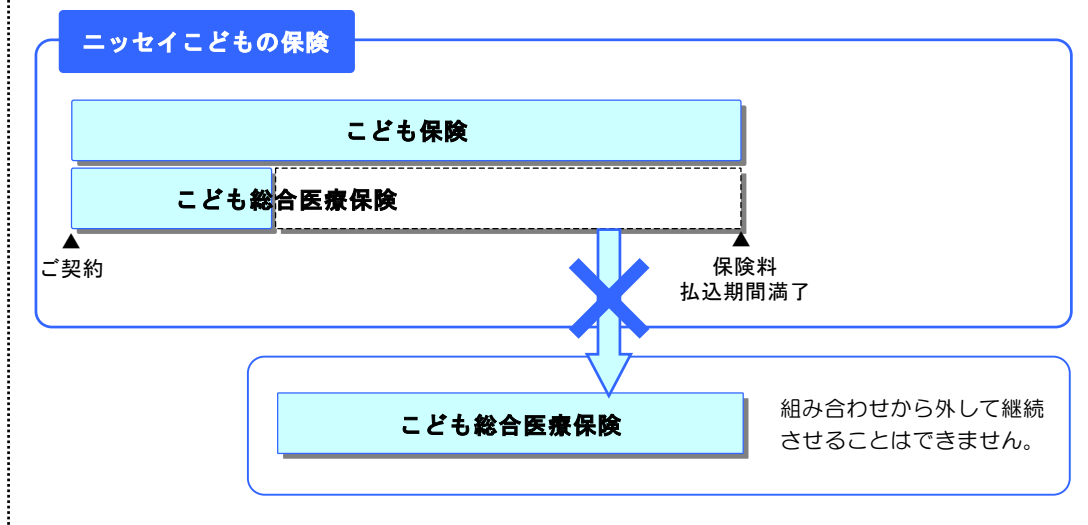 ニッセイこどもの保険
こども保険
こども総合医療保険
▲
▲
ご契約
保険料
払込期間満了
こども総合医療保険
組み合わせから外して継続
させることはできません。